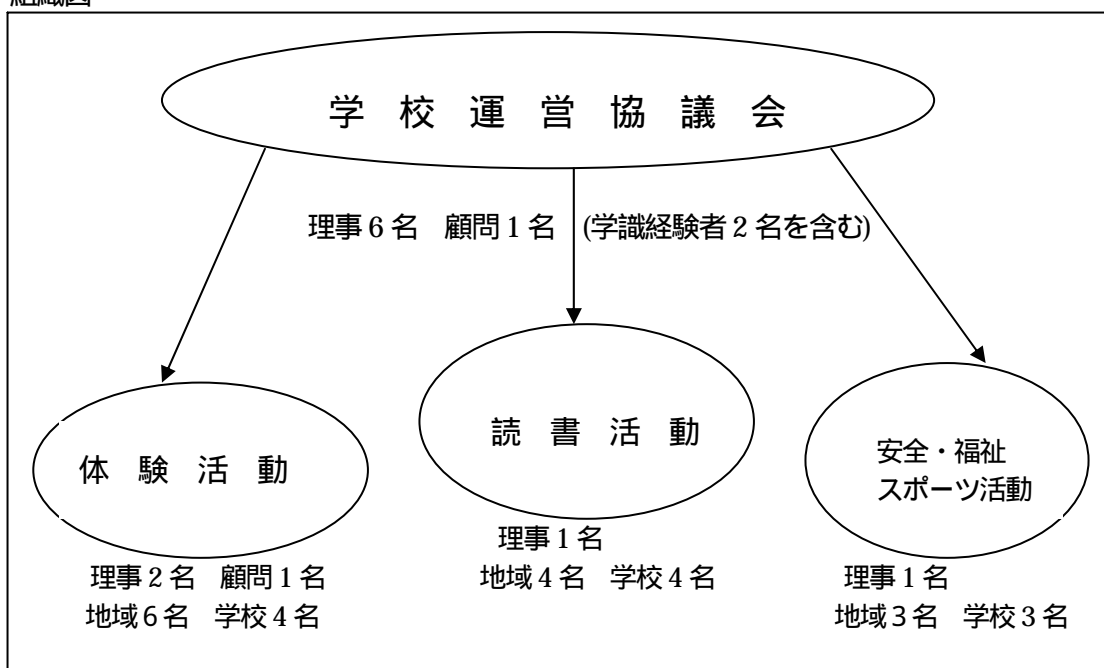 組織図
学校運営協議会
理事6名 顧問1名 (学識経験者2名を含む)
体験活動
理事2名 顧問1名
地域6名 学校4名
読書活動
理事1名
地域4名 学校4名
安全・福祉
スポーツ活動
理事1名
地域3名 学校3名